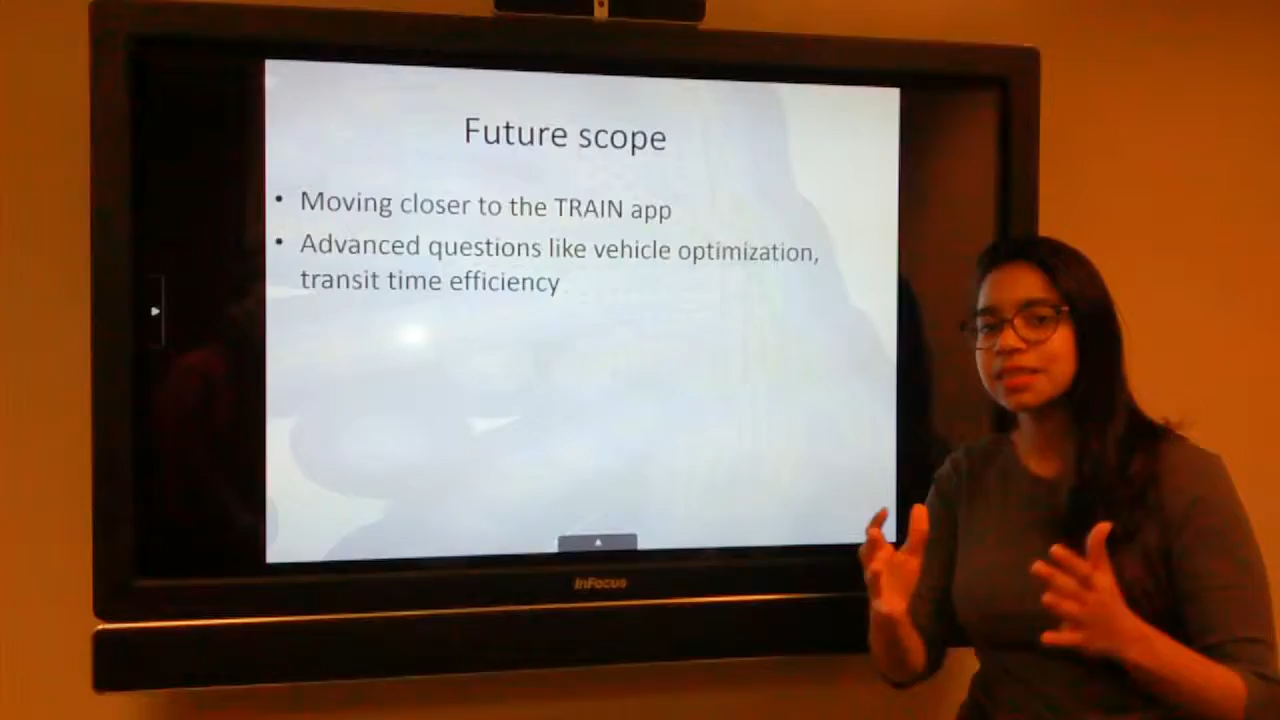 Future scope
• Moving closer to the TRAIN app
• Advanced questions like vehicle optimization,
transit time efficiency
InFocus